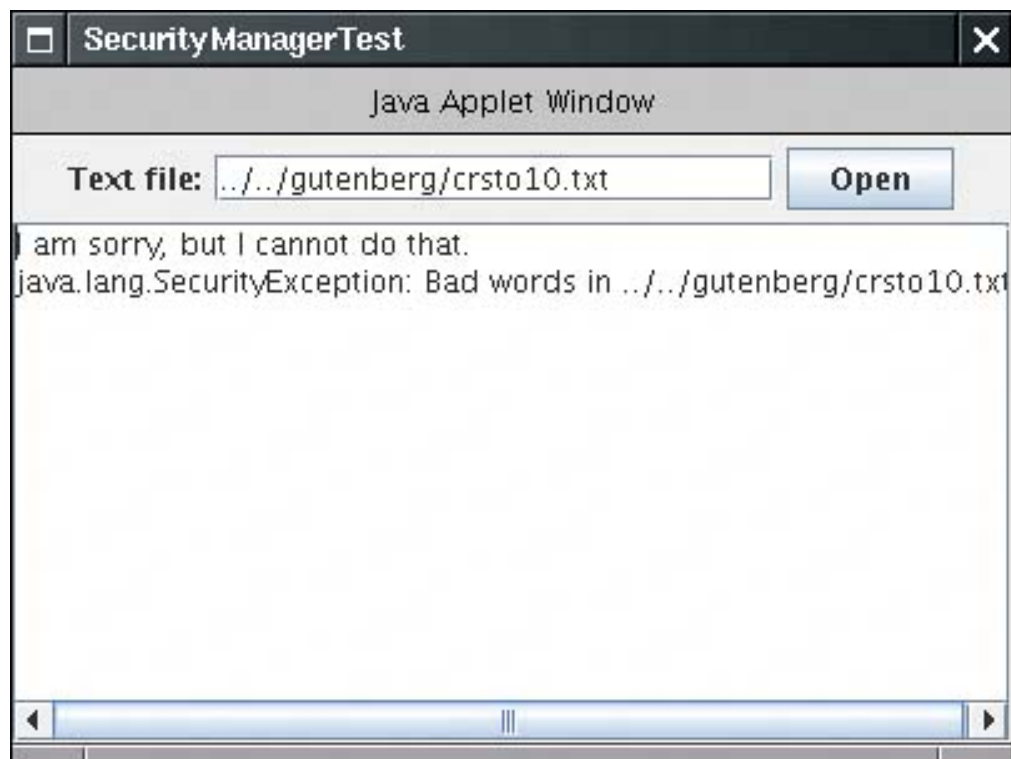 SecurityManagerTest
Java Applet Window
Text file: ../../gutenberg/crsto10.txt Open
I am sorry, but I cannot do that.
java.lang.SecurityException: Bad words in ../../gutenberg/crsto10.txt